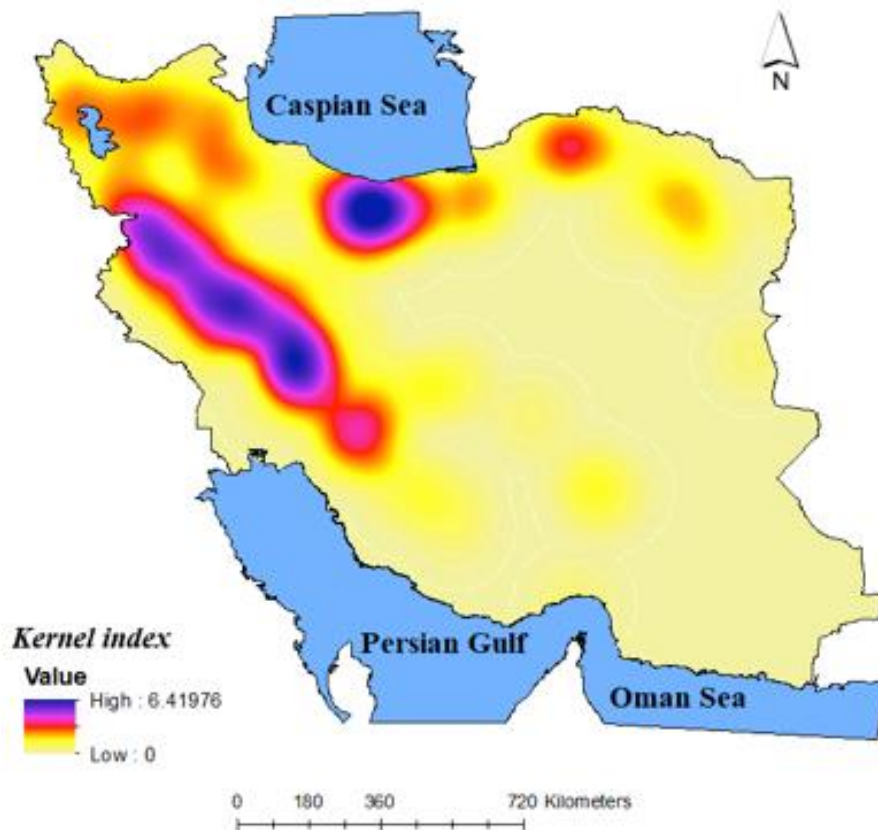 Caspian Sea
N
Persian Gulf
Oman Sea
Kernel index
Value
High : 6.41976
Low : 0
0 180 360 720 Kilometers